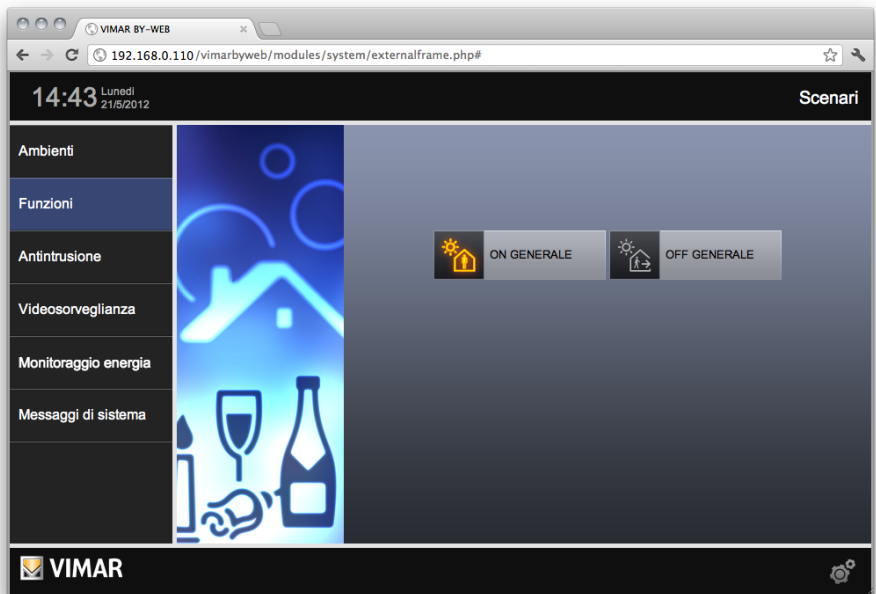 VIMAR BY-WEB
192.168.0.110/vimarbyweb/modules/system/externalframe.php#
14:43
Lunedi
21/5/2012
Scenari
Ambienti
Funzioni
Antintrusione
Videosorveglianza
Monitoraggio energia
Messaggi di sistema
ON GENERALE
OFF GENERALE
VIMAR